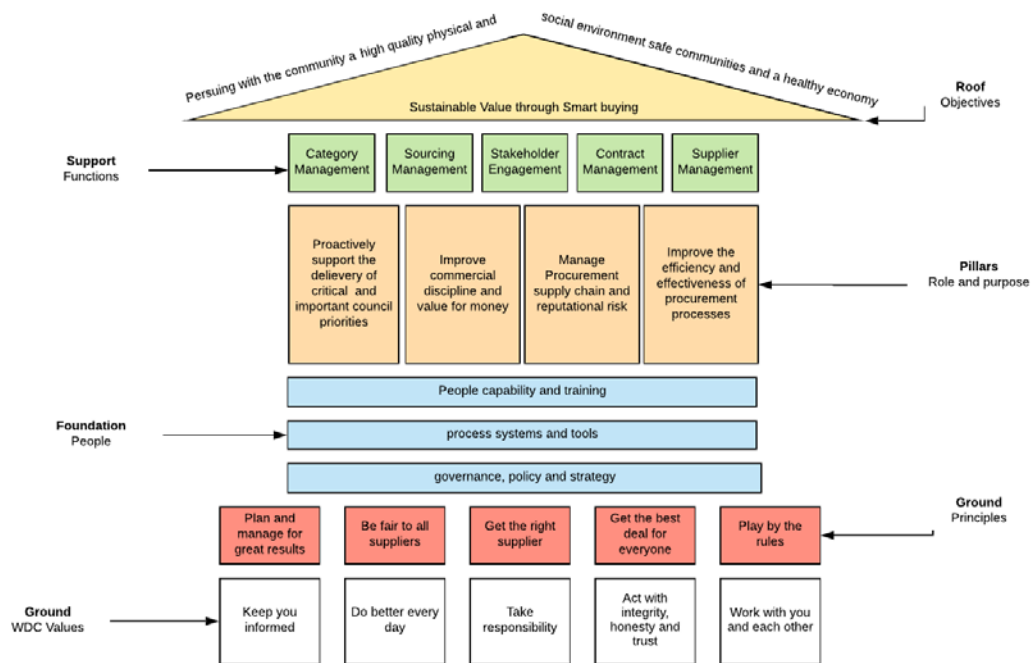 Persuing with the community a high quality physical and
social environment safe communities and a healthy economy
Sustainable Value through Smart buying
Roof
Objectives
Support
Functions
Category
Management
Sourcing
Management
Stakeholder
Engagement
Contract
Management
Supplier
Management
Proactively
support the
delievery of
critical and
important council
priorities
Improve
commercial
discipline and
value for money
Manage
Procurement
supply chain and
reputational risk
Improve the
efficiency and
effectiveness of
procurement
processes
Pillars
Role and purpose
People capability and training
Foundation
People
process systems and tools
governance, policy and strategy
Plan and
manage for
great results
Be fair to all
suppliers
Get the right
supplier
Get the best
deal for
everyone
Play by the
rules
Ground
Principles
Ground
WDC Values
Keep you
informed
Do better every
day
Take
responsibility
Act with
integrity,
honesty and
trust
Work with you
and each other